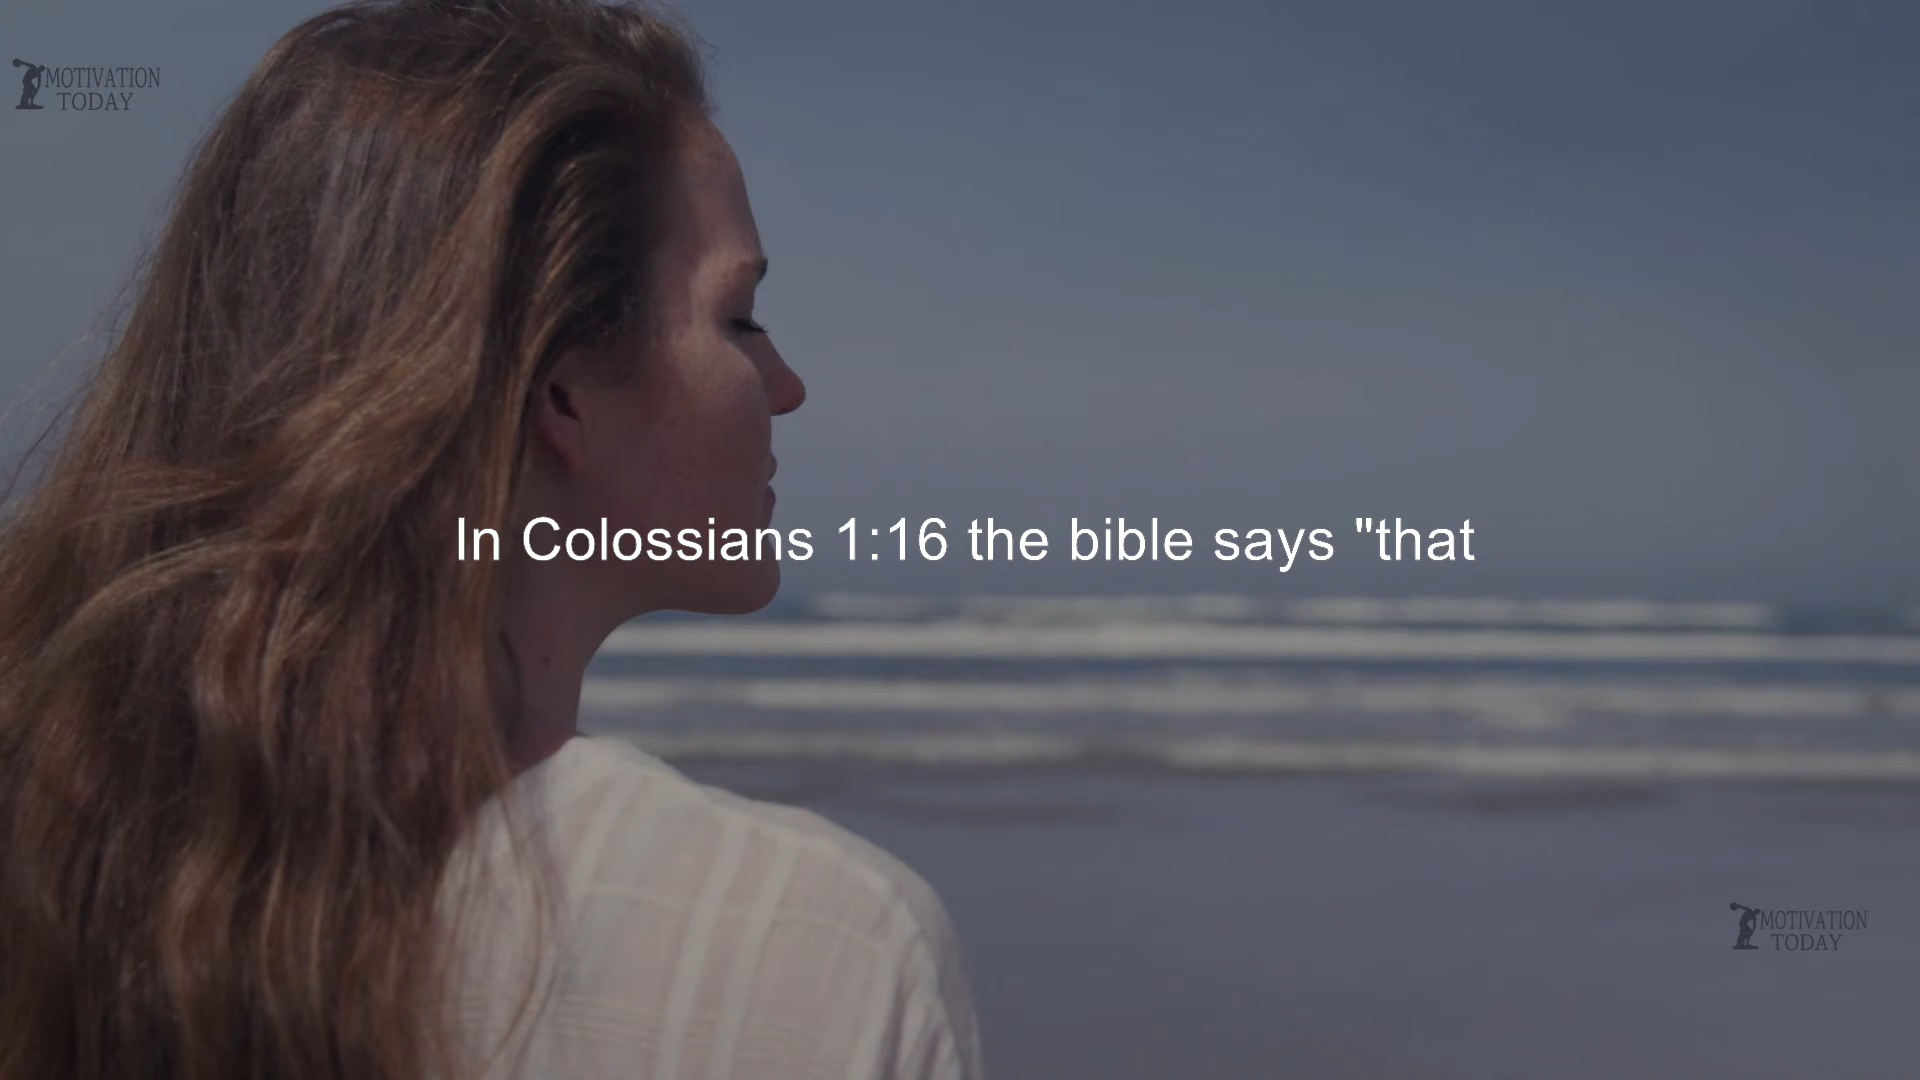 MOTIVATION
TODAY
In Colossians 1:16 the bible says "that
MOTIVATION
TODAY